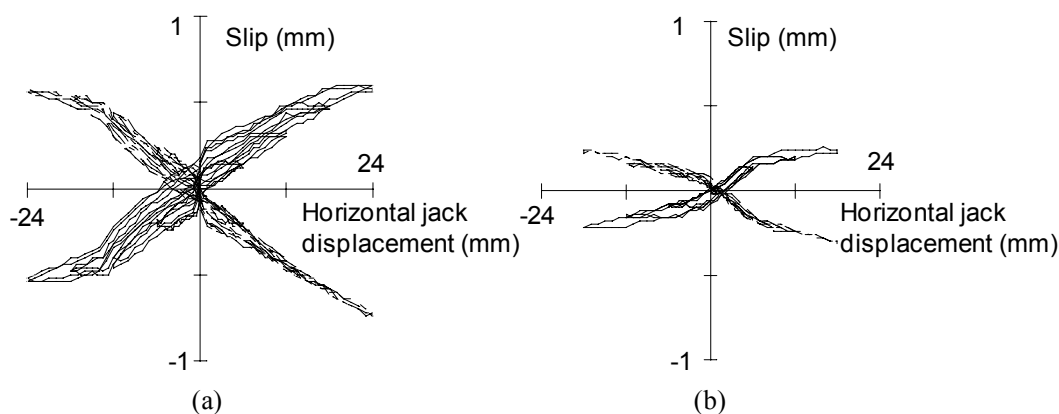 1
Slip (mm)
24
-24
Horizontal jack
displacement (mm)
-1
(a)
1
Slip (mm)
24
-24
Horizontal jack
displacement (mm)
-1
(b)